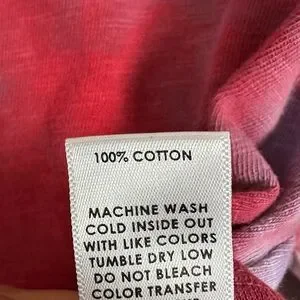 100% COTTON
MACHINE WASH
COLD INSIDE OUT
WITH LIKE COLORS
TUMBLE DRY LOW
DO NOT BLEACH
COLOR TRANSFER